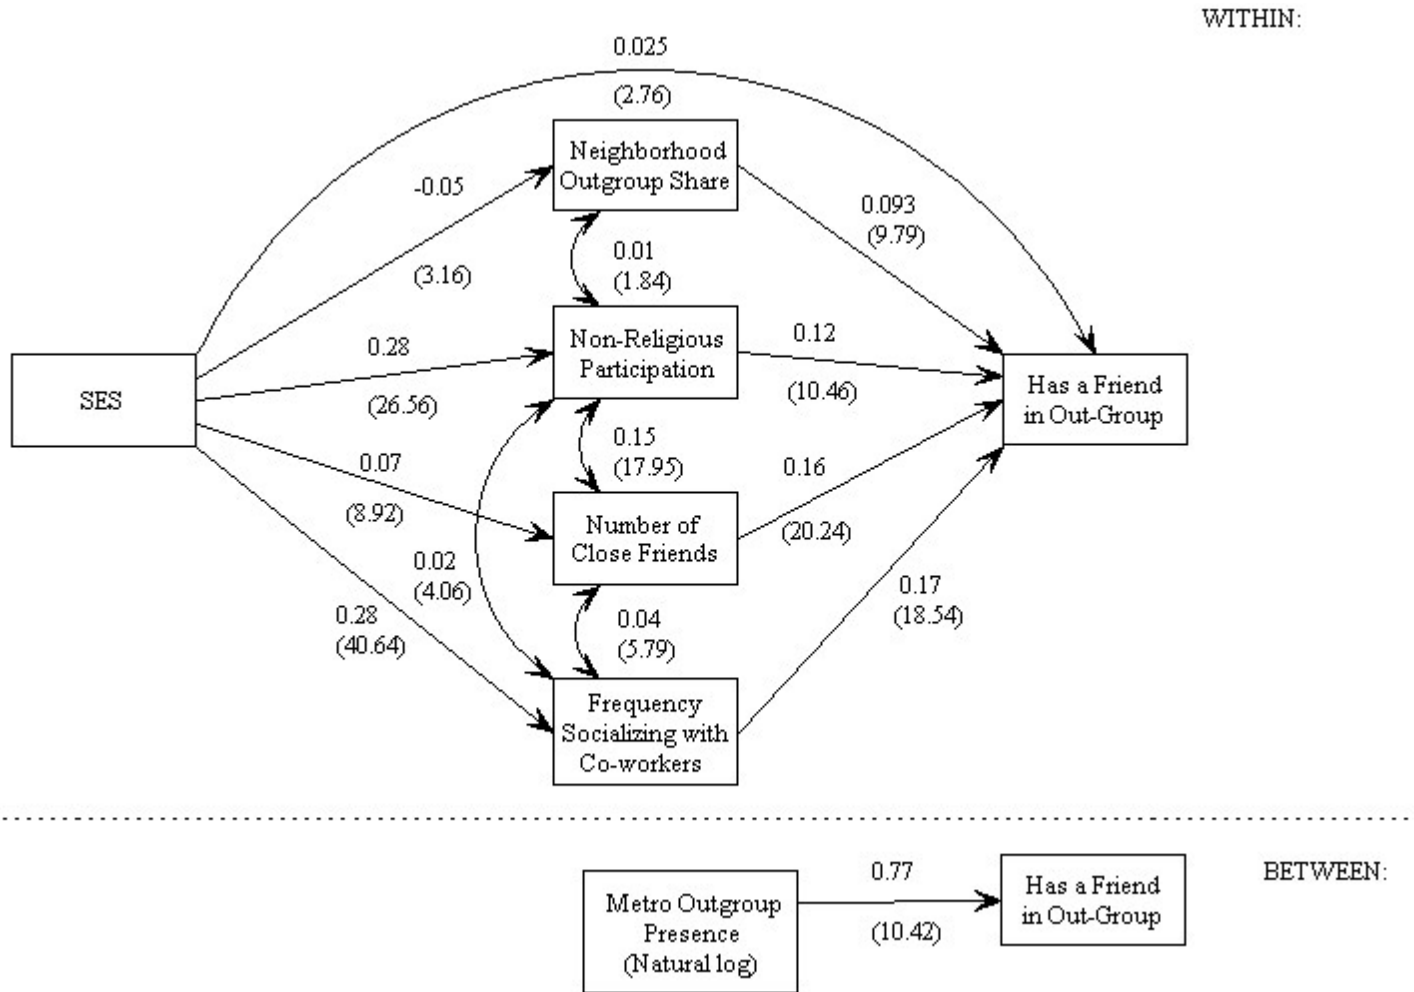 WITHIN:
0.025
(2.76)
Neighborhood
Outgroup Share
-0.05
(3.16)
0.093
(9.79)
0.01
(1.84)
Non-Religious
Participation
0.28
(26.56)
0.12
(10.46)
SES
Has a Friend
in Out-Group
0.15
(17.95)
0.07
(8.92)
0.16
(20.24)
Number of
Close Friends
0.02
(4.06)
0.28
(40.64)
0.04
(5.79)
0.17
(18.54)
Frequency
Socializing with
Co-workers
BETWEEN:
0.77
(10.42)
Metro Outgroup
Presence
(Natural log)
Has a Friend
in Out-Group